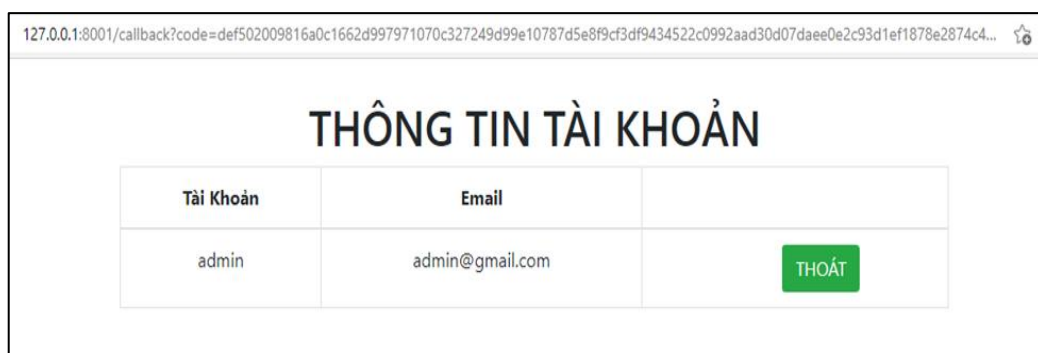 127.0.0.1:8001/callback?code=def502009816a0c1662d997971070c327249d99e10787d5e8f9cf3df9434522c0992aad30d07daee0e2c93d1ef1878e2874c4...
THÔNG TIN TÀI KHOẢN
Tài Khoản Email
admin admin@gmail.com THOÁT